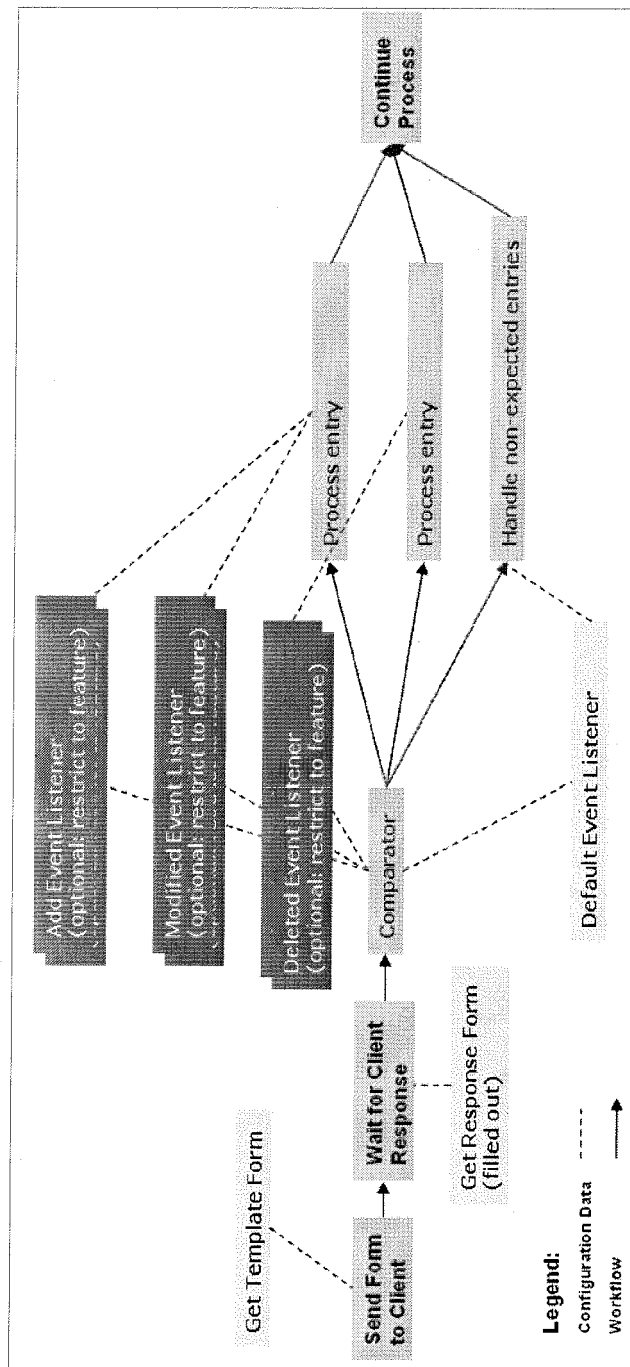 Get Template Form
Send Form
to Client
Wait for Client
Response
Get Response Form
(filled out)
Add Event Listener
(optional: restrict to feature)
Modified Event Listener
(optional: restrict to feature)
Deleted Event Listener
(optional: restrict to feature)
Comparator
Default Event Listener
Process entry
Process entry
Handle non-expected entries
Continue
Process
Legend:
Configuration Data
Workflow